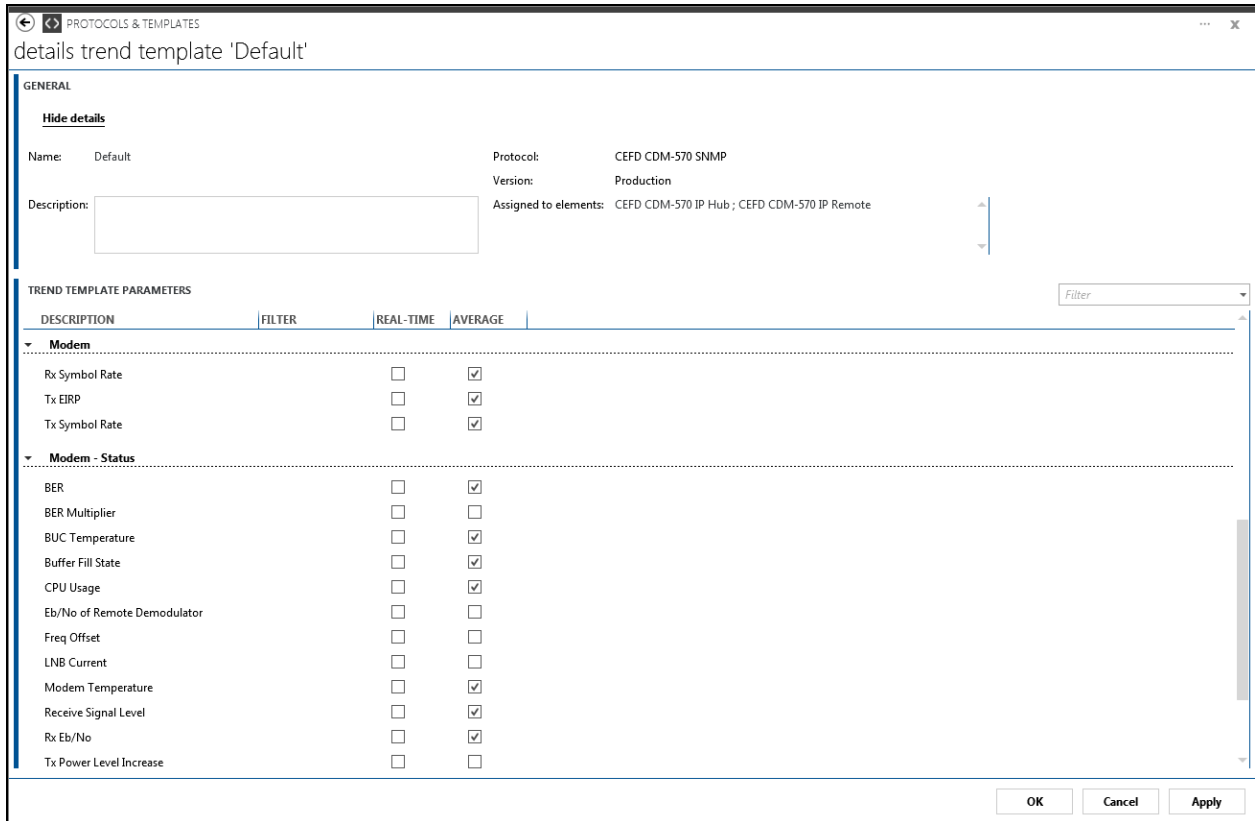 PROTOCOLS & TEMPLATES
... X
details trend template 'Default'
GENERAL
Hide details
Name: Default
Protocol: CEFD CDM-570 SNMP
Version: Production
Description:
Assigned to elements: CEFD CDM-570 IP Hub ; CEFD CDM-570 IP Remote
TREND TEMPLATE PARAMETERS
Filter
DESCRIPTION FILTER REAL-TIME AVERAGE
Modem
Rx Symbol Rate
Tx EIRP
Tx Symbol Rate
Modem - Status
BER
BER Multiplier
BUC Temperature
Buffer Fill State
CPU Usage
Eb/No of Remote Demodulator
Freq Offset
LNB Current
Modem Temperature
Receive Signal Level
Rx Eb/No
Tx Power Level Increase
OK Cancel Apply